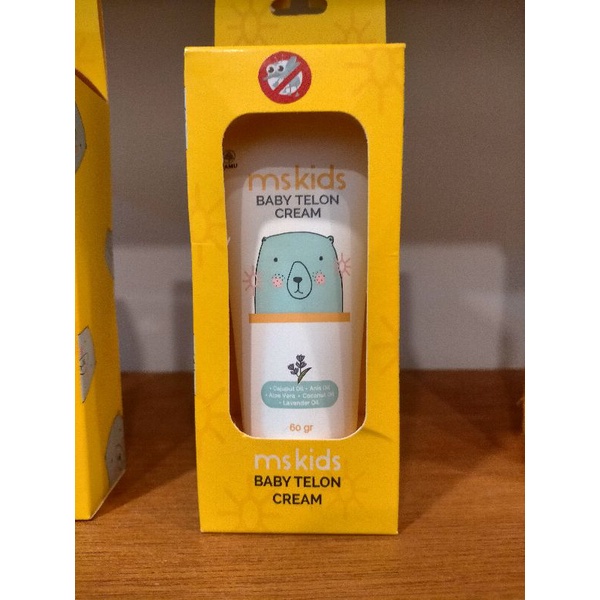 mskids
BABY TELON
CREAM
• Cajuput Oil • Anis Oil
• Aloe Vera • Coconut Oil
• Lavender Oil
60 gr
mskids
BABY TELON
CREAM